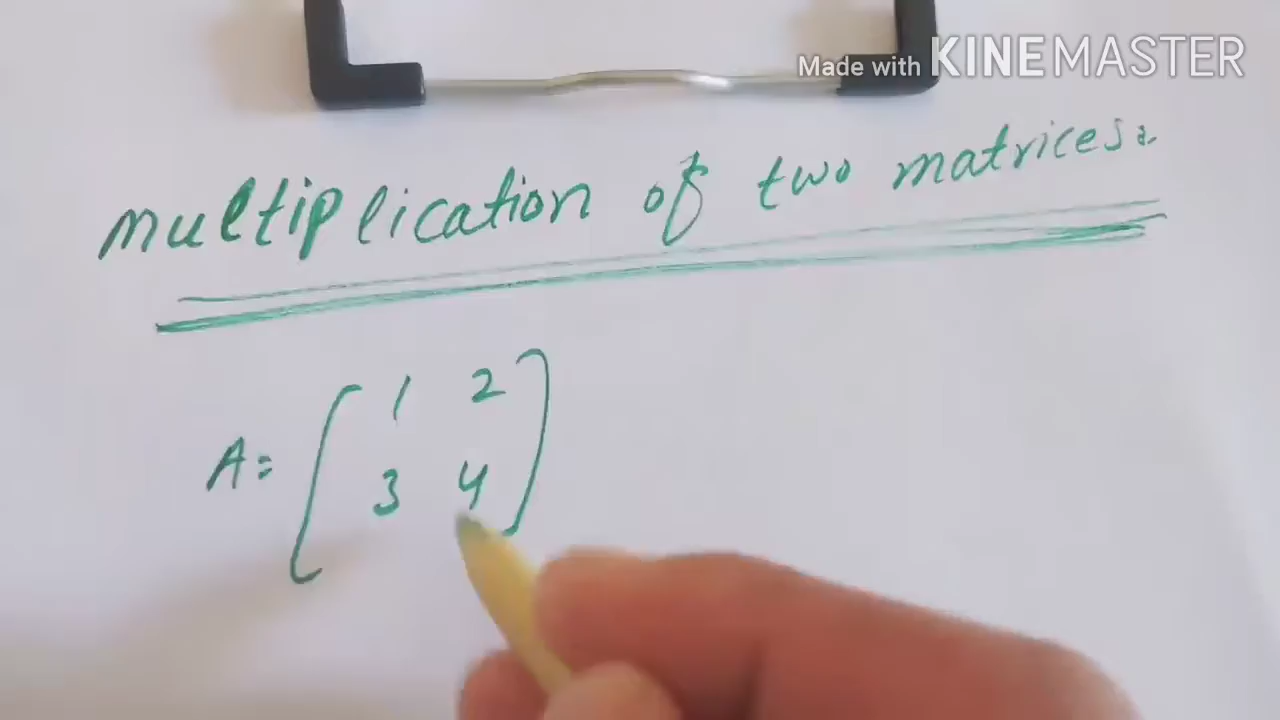 Made with KINEMASTER
multiplication of two matrices:
A= [ 1 2
3 4 ]